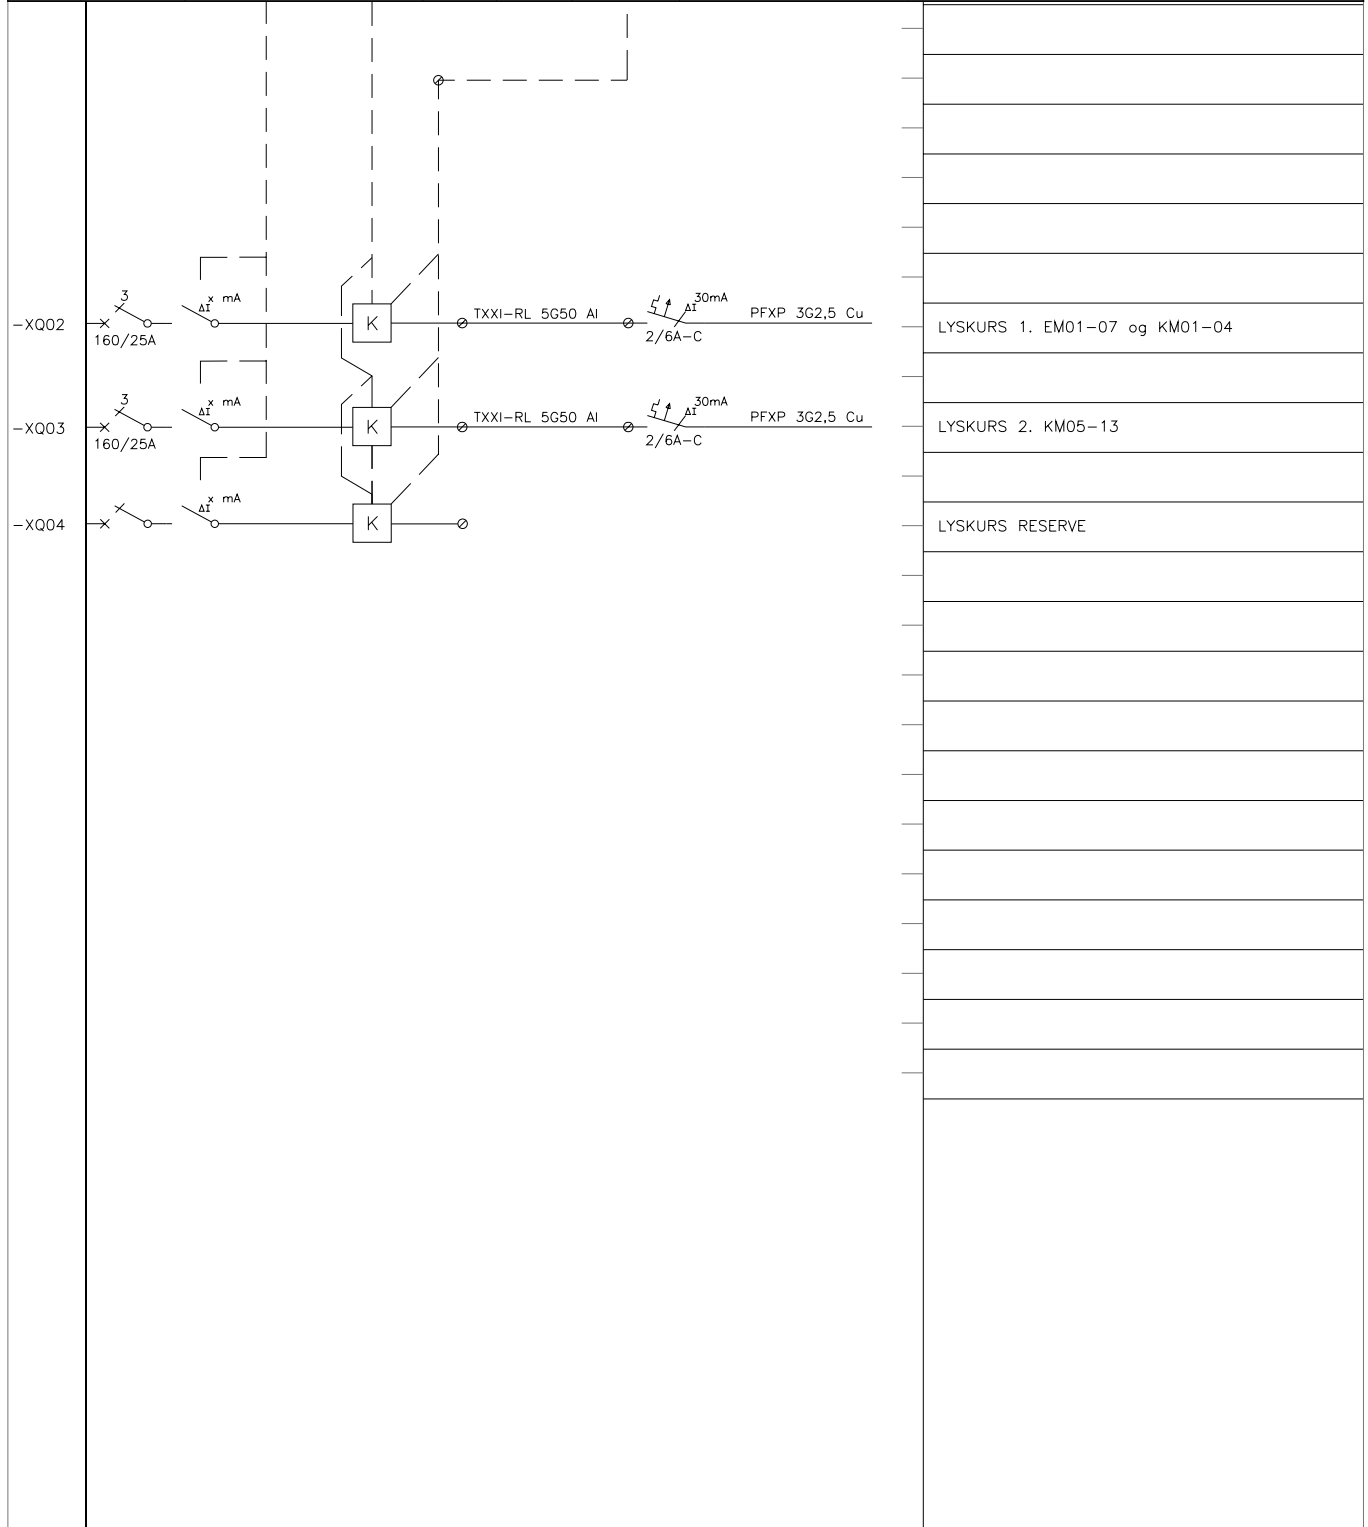 3
x mA
ΔI
ΔI 30mA
-XQ02
K
TXXI-RL 5G50 Al
PFXP 3G2,5 Cu
LYSKURS 1. EM01-07 og KM01-04
160/25A
2/6A-C
3
x mA
ΔI
ΔI 30mA
-XQ03
K
TXXI-RL 5G50 Al
PFXP 3G2,5 Cu
LYSKURS 2. KM05-13
160/25A
2/6A-C
x mA
ΔI
-XQ04
K
LYSKURS RESERVE